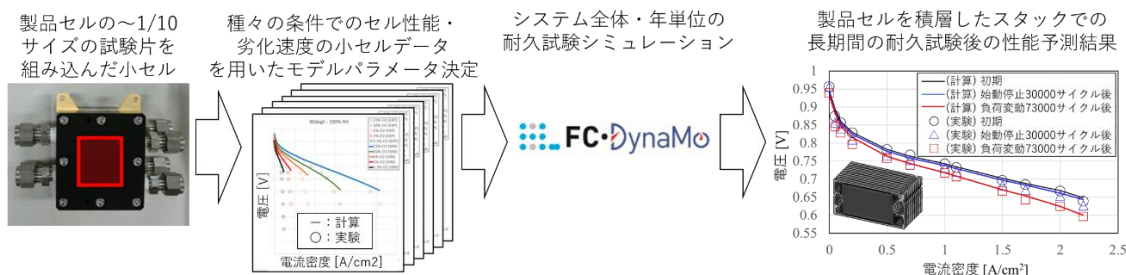 製品セルの～1/10
サイズの試験片を
組み込んだ小セル
種々の条件でのセル性能・
劣化速度の小セルデータ
を用いたモデルパラメータ決定
電圧 [V]
―：計算
○：実験
電流密度 [A/cm2]
システム全体・年単位の
耐久試験シミュレーション
FC・DynaMo
製品セルを積層したスタックでの
長期間の耐久試験後の性能予測結果
(計算) 初期
(計算) 始動停止30000サイクル後
(計算) 負荷変動73000サイクル後
(実験) 初期
(実験) 始動停止30000サイクル後
(実験) 負荷変動73000サイクル後
1
0.95
0.9
0.85
0.8
0.75
0.7
0.65
0.6
0.55
電圧 [V]
0
0.5
1
1.5
2
2.5
電流密度 [A/cm²]